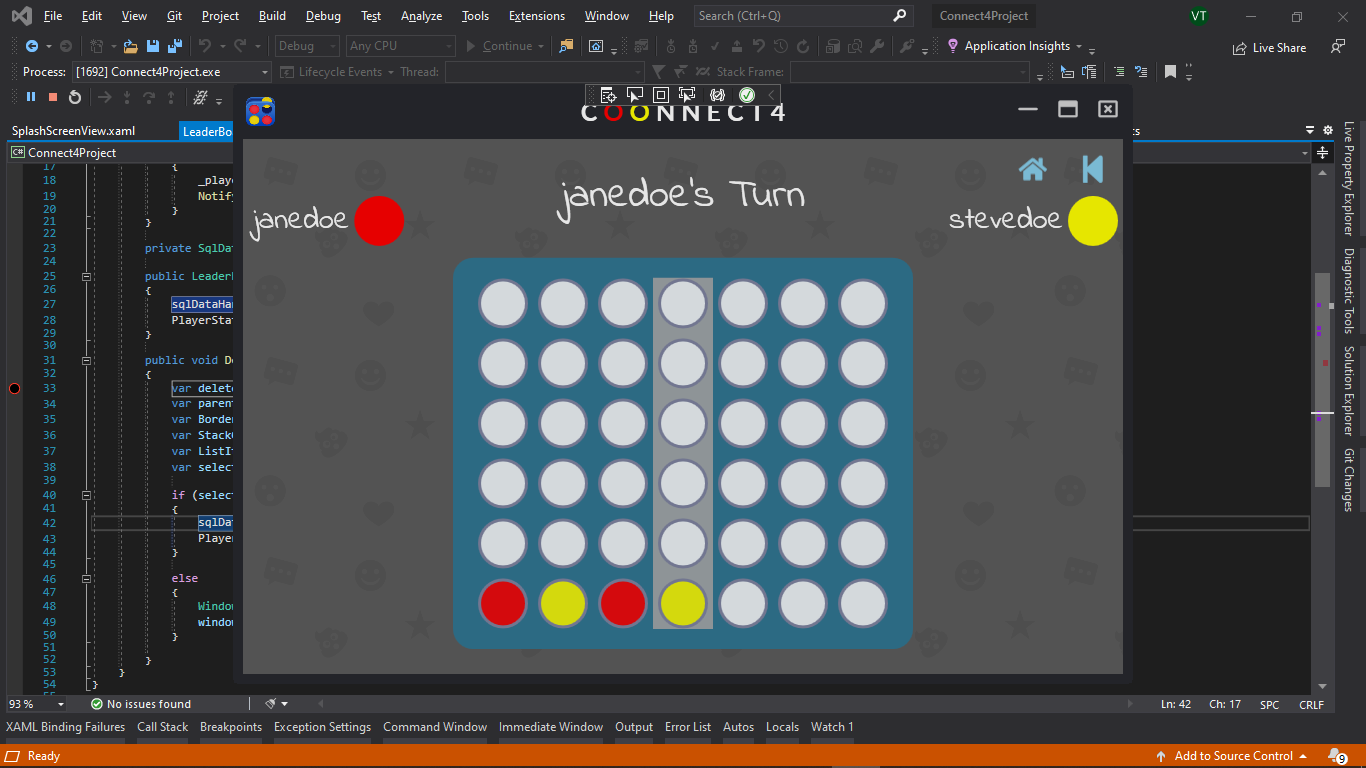 File Edit View Git Project Build Debug Test Analyze Tools Extensions Window Help Search (Ctrl+Q) Connect4Project VT
Debug Any CPU Continue Application Insights Live Share
Process: [1692] Connect4Project.exe Lifecycle Events Thread: Stack Frame:
COONNECT4
SplashScreenView.xaml LeaderBo cs
C# Connect4Project
17 {
18 _playe
19 Notify
20 }
21 }
22
23 private SqlDat
24
25 public Leader
26 {
27 sqlDataHan
28 PlayerStat
29 }
30
31 public void De
32 {
33 var delete
34 var parent
35 var Border
36 var Stack
37 var ListIt
38 var select
39
40 if (select
41 {
42 sqlDat
43 Player
44 }
45
46 else
47 {
48 Window
49 window
50 }
51
52 }
53 }
54 }
55
janedoe's Turn
janedoe
stevedoe
Live Property Explorer
Diagnostic Tools
Solution Explorer
Git Changes
93 % No issues found Ln: 42 Ch: 17 SPC CRLF
XAML Binding Failures Call Stack Breakpoints Exception Settings Command Window Immediate Window Output Error List Autos Locals Watch 1
Ready Add to Source Control 9